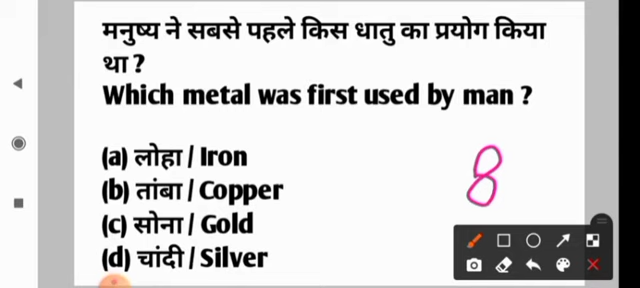 मनुष्य ने सबसे पहले किस धातु का प्रयोग किया
था ?
Which metal was first used by man ?
(a) लोहा / Iron
(b) तांबा / Copper
(c) सोना / Gold
(d) चांदी / Silver
8